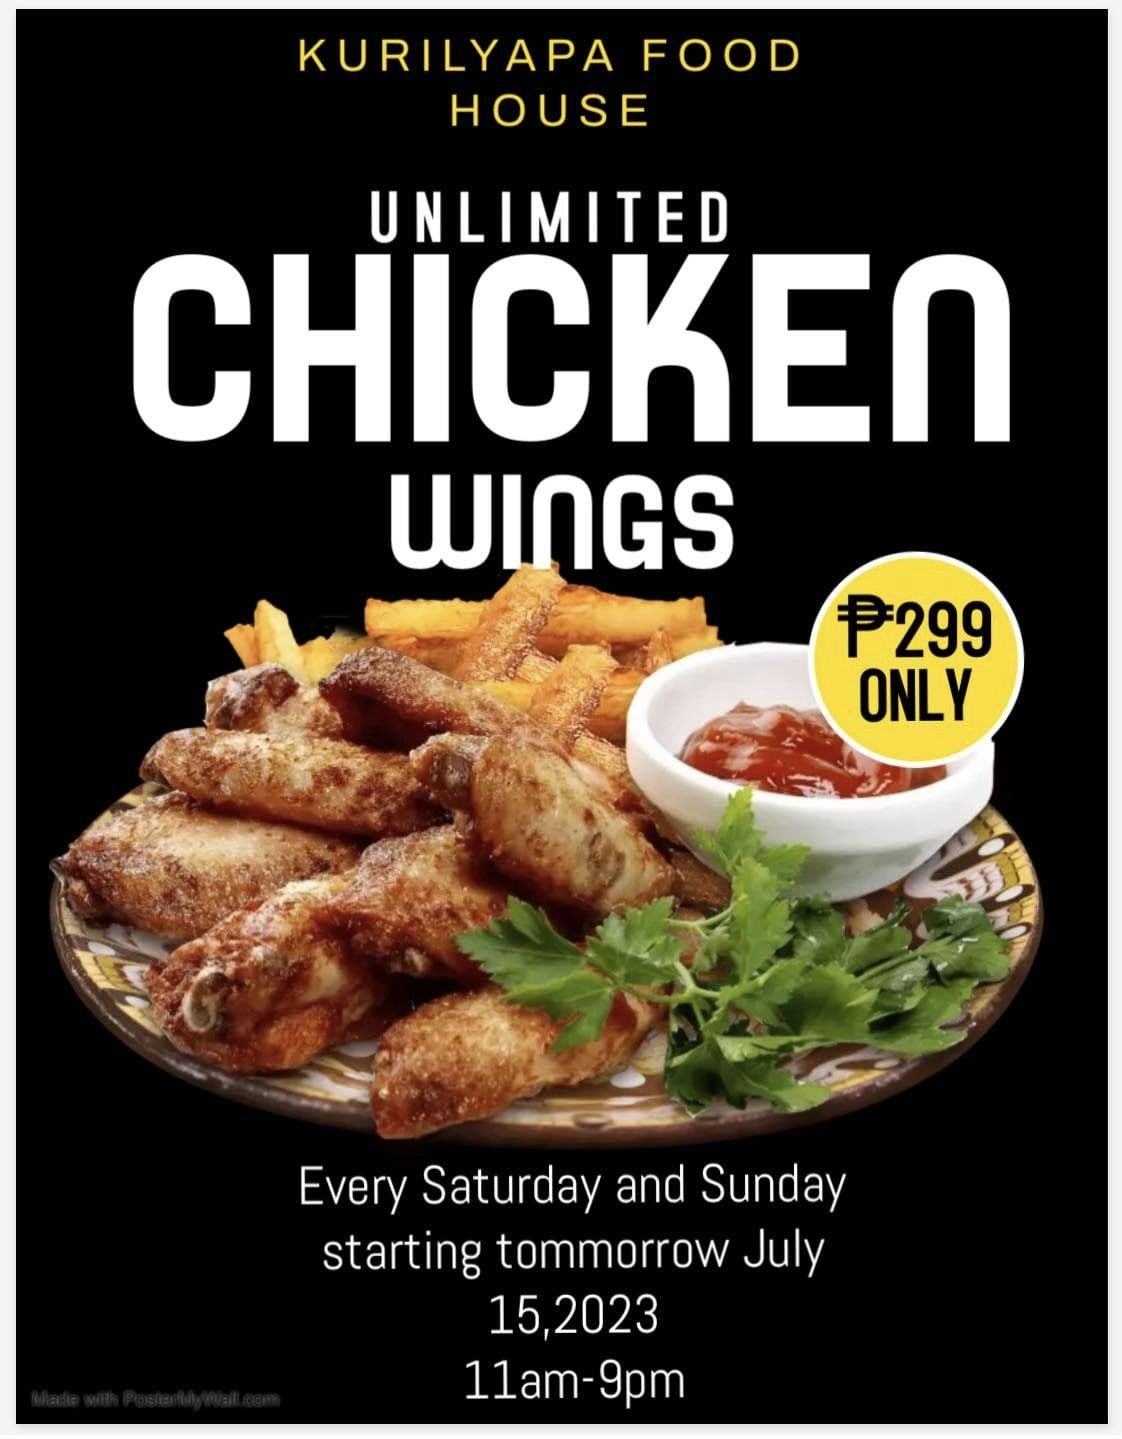 KURILYAPA FOOD
HOUSE
UNLIMITED
CHICKEN
WINGS
₱299
ONLY
Every Saturday and Sunday
starting tommorrow July
15,2023
11am-9pm
Made with PosterMyWall.com